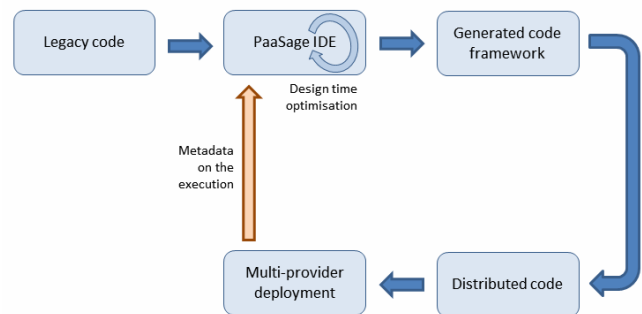 Legacy code
PaaSage IDE
Generated code
framework
Design time
optimisation
Metadata
on the
execution
Multi-provider
deployment
Distributed code